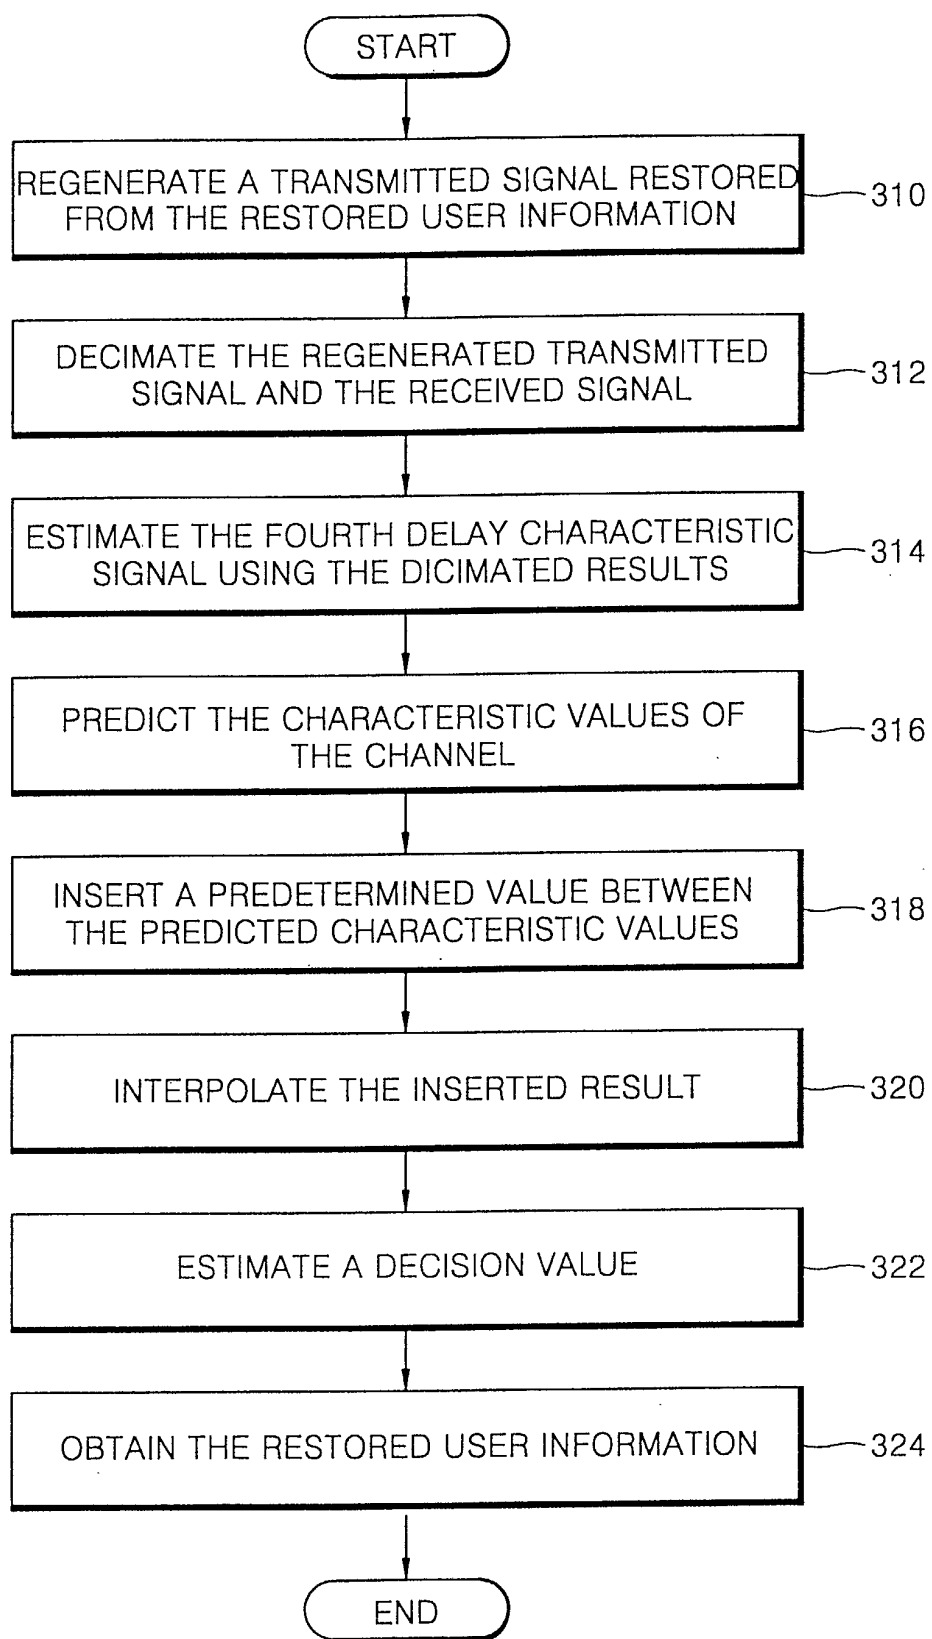 START
REGENERATE A TRANSMITTED SIGNAL RESTORED
FROM THE RESTORED USER INFORMATION
310
DECIMATE THE REGENERATED TRANSMITTED
SIGNAL AND THE RECEIVED SIGNAL
312
ESTIMATE THE FOURTH DELAY CHARACTERISTIC
SIGNAL USING THE DICIMATED RESULTS
314
PREDICT THE CHARACTERISTIC VALUES OF
THE CHANNEL
316
INSERT A PREDETERMINED VALUE BETWEEN
THE PREDICTED CHARACTERISTIC VALUES
318
INTERPOLATE THE INSERTED RESULT
320
ESTIMATE A DECISION VALUE
322
OBTAIN THE RESTORED USER INFORMATION
324
END